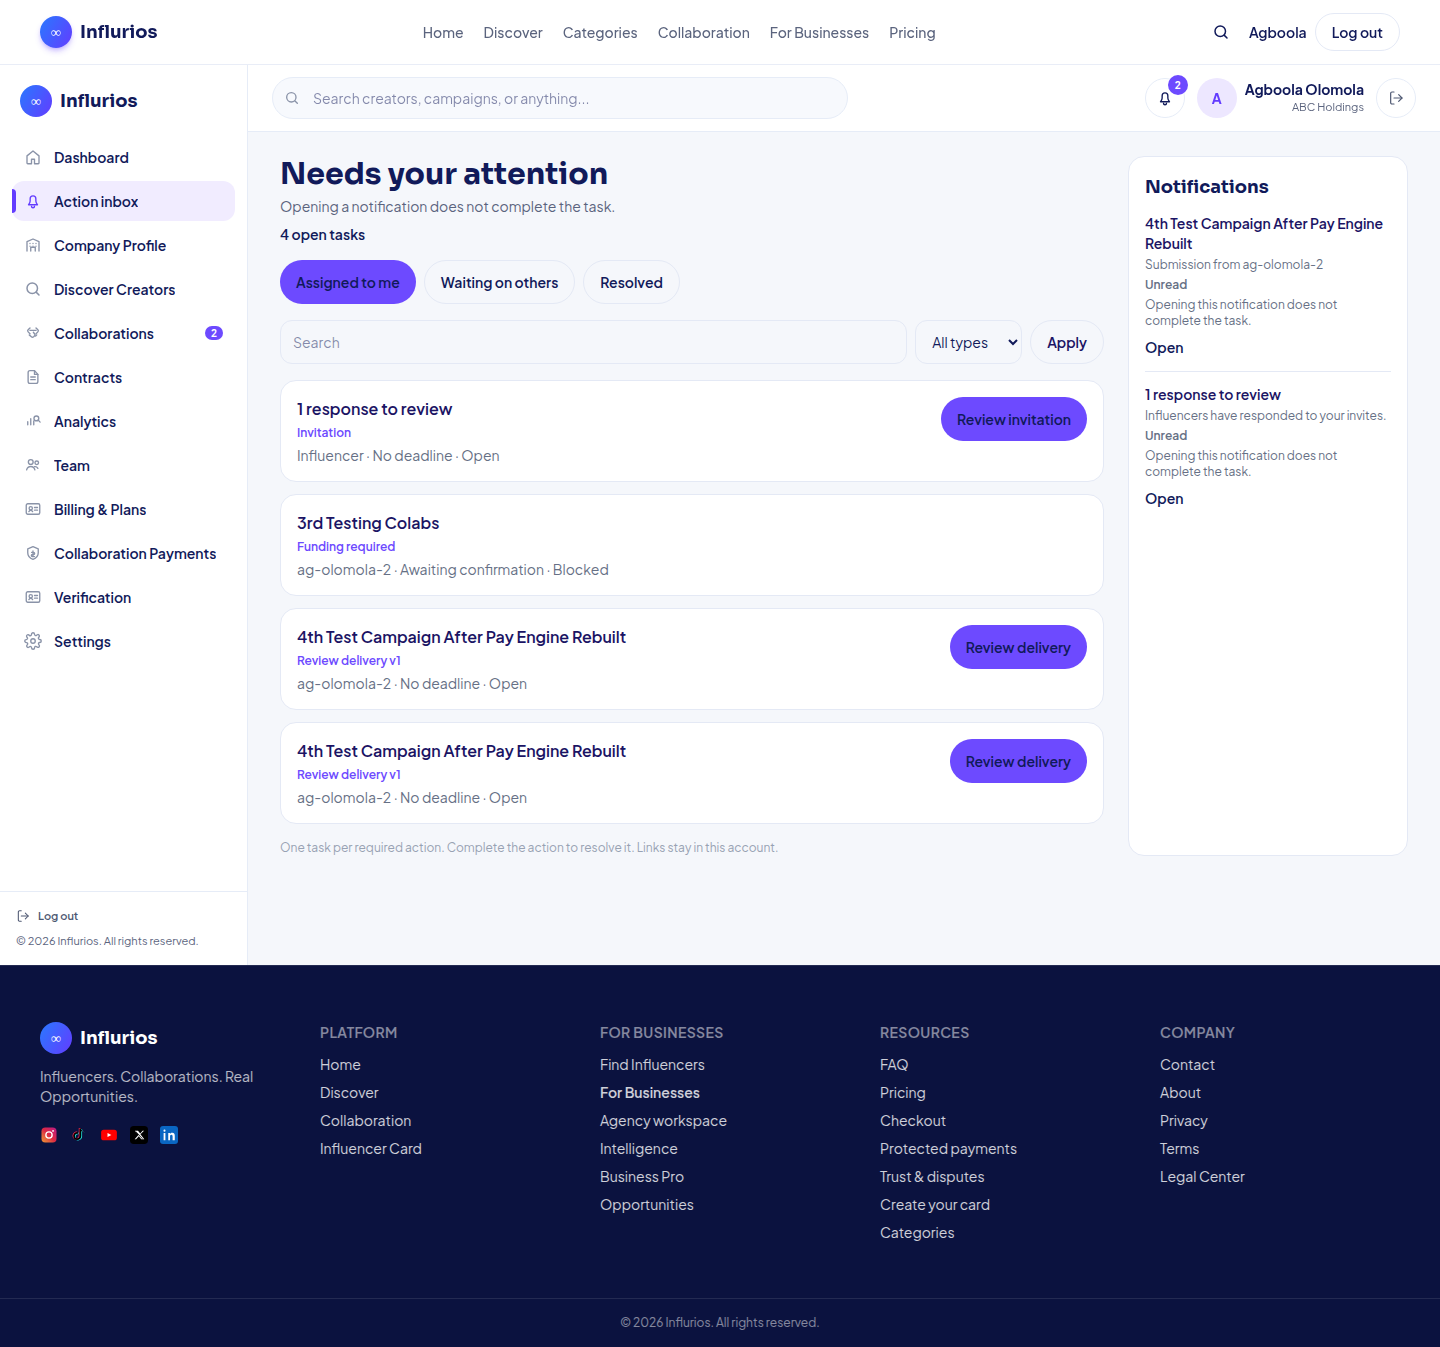 ∞ Influrios
Home Discover Categories Collaboration For Businesses Pricing
Agboola Log out
∞ Influrios
Dashboard
Action inbox
Company Profile
Discover Creators
Collaborations 2
Contracts
Analytics
Team
Billing & Plans
Collaboration Payments
Verification
Settings
Log out
© 2026 Influrios. All rights reserved.
Search creators, campaigns, or anything...
2
A
Agboola Olomola
ABC Holdings
Needs your attention
Opening a notification does not complete the task.
4 open tasks
Assigned to me Waiting on others Resolved
Search All types Apply
1 response to review
Invitation
Influencer · No deadline · Open
Review invitation
3rd Testing Colabs
Funding required
ag-olomola-2 · Awaiting confirmation · Blocked
4th Test Campaign After Pay Engine Rebuilt
Review delivery v1
ag-olomola-2 · No deadline · Open
Review delivery
4th Test Campaign After Pay Engine Rebuilt
Review delivery v1
ag-olomola-2 · No deadline · Open
Review delivery
One task per required action. Complete the action to resolve it. Links stay in this account.
Notifications
4th Test Campaign After Pay Engine
Rebuilt
Submission from ag-olomola-2
Unread
Opening this notification does not
complete the task.
Open
1 response to review
Influencers have responded to your invites.
Unread
Opening this notification does not
complete the task.
Open
∞ Influrios
Influencers. Collaborations. Real
Opportunities.
PLATFORM
Home
Discover
Collaboration
Influencer Card
FOR BUSINESSES
Find Influencers
For Businesses
Agency workspace
Intelligence
Business Pro
Opportunities
RESOURCES
FAQ
Pricing
Checkout
Protected payments
Trust & disputes
Create your card
Categories
COMPANY
Contact
About
Privacy
Terms
Legal Center
© 2026 Influrios. All rights reserved.